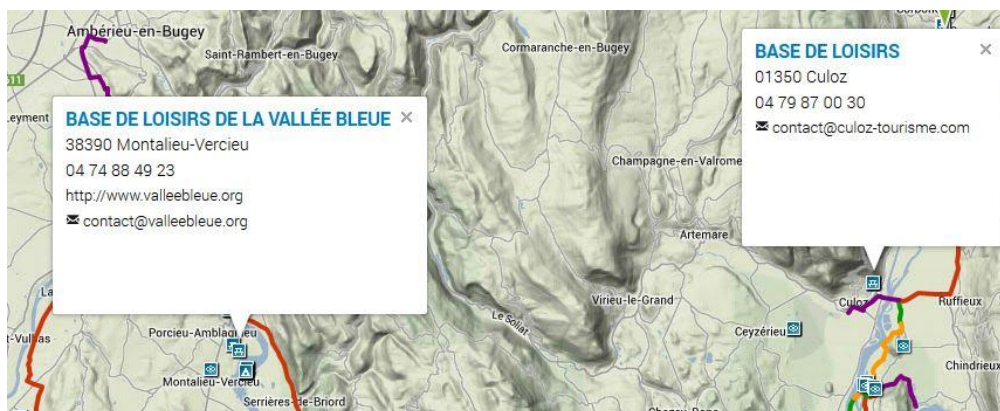 Ambérieu-en-Bugey
Saint-Rambert-en-Bugey
Cormaranche-en-Bugey
611
Leyment
BASE DE LOISIRS DE LA VALLÉE BLEUE ×
38390 Montalieu-Vercieu
04 74 88 49 23
http://www.valleebleue.org
contact@valleebleue.org
BASE DE LOISIRS ×
01350 Culoz
04 79 87 00 30
contact@culoz-tourisme.com
Champagne-en-Valrome
Artemare
Virieu-le-Grand
Culoz
Ruffieux
Ceyzérieu
Chindrieux
Porcieu-Amblagnieu
Montalieu-Vercieu
Serrières-de-Briord